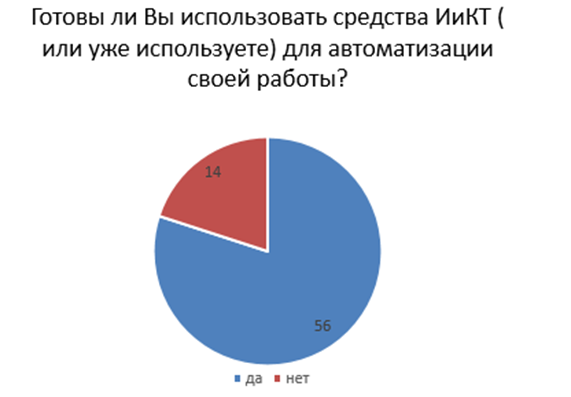 Готовы ли Вы использовать средства ИиКТ (
или уже используете) для автоматизации
своей работы?
14
56
да нет